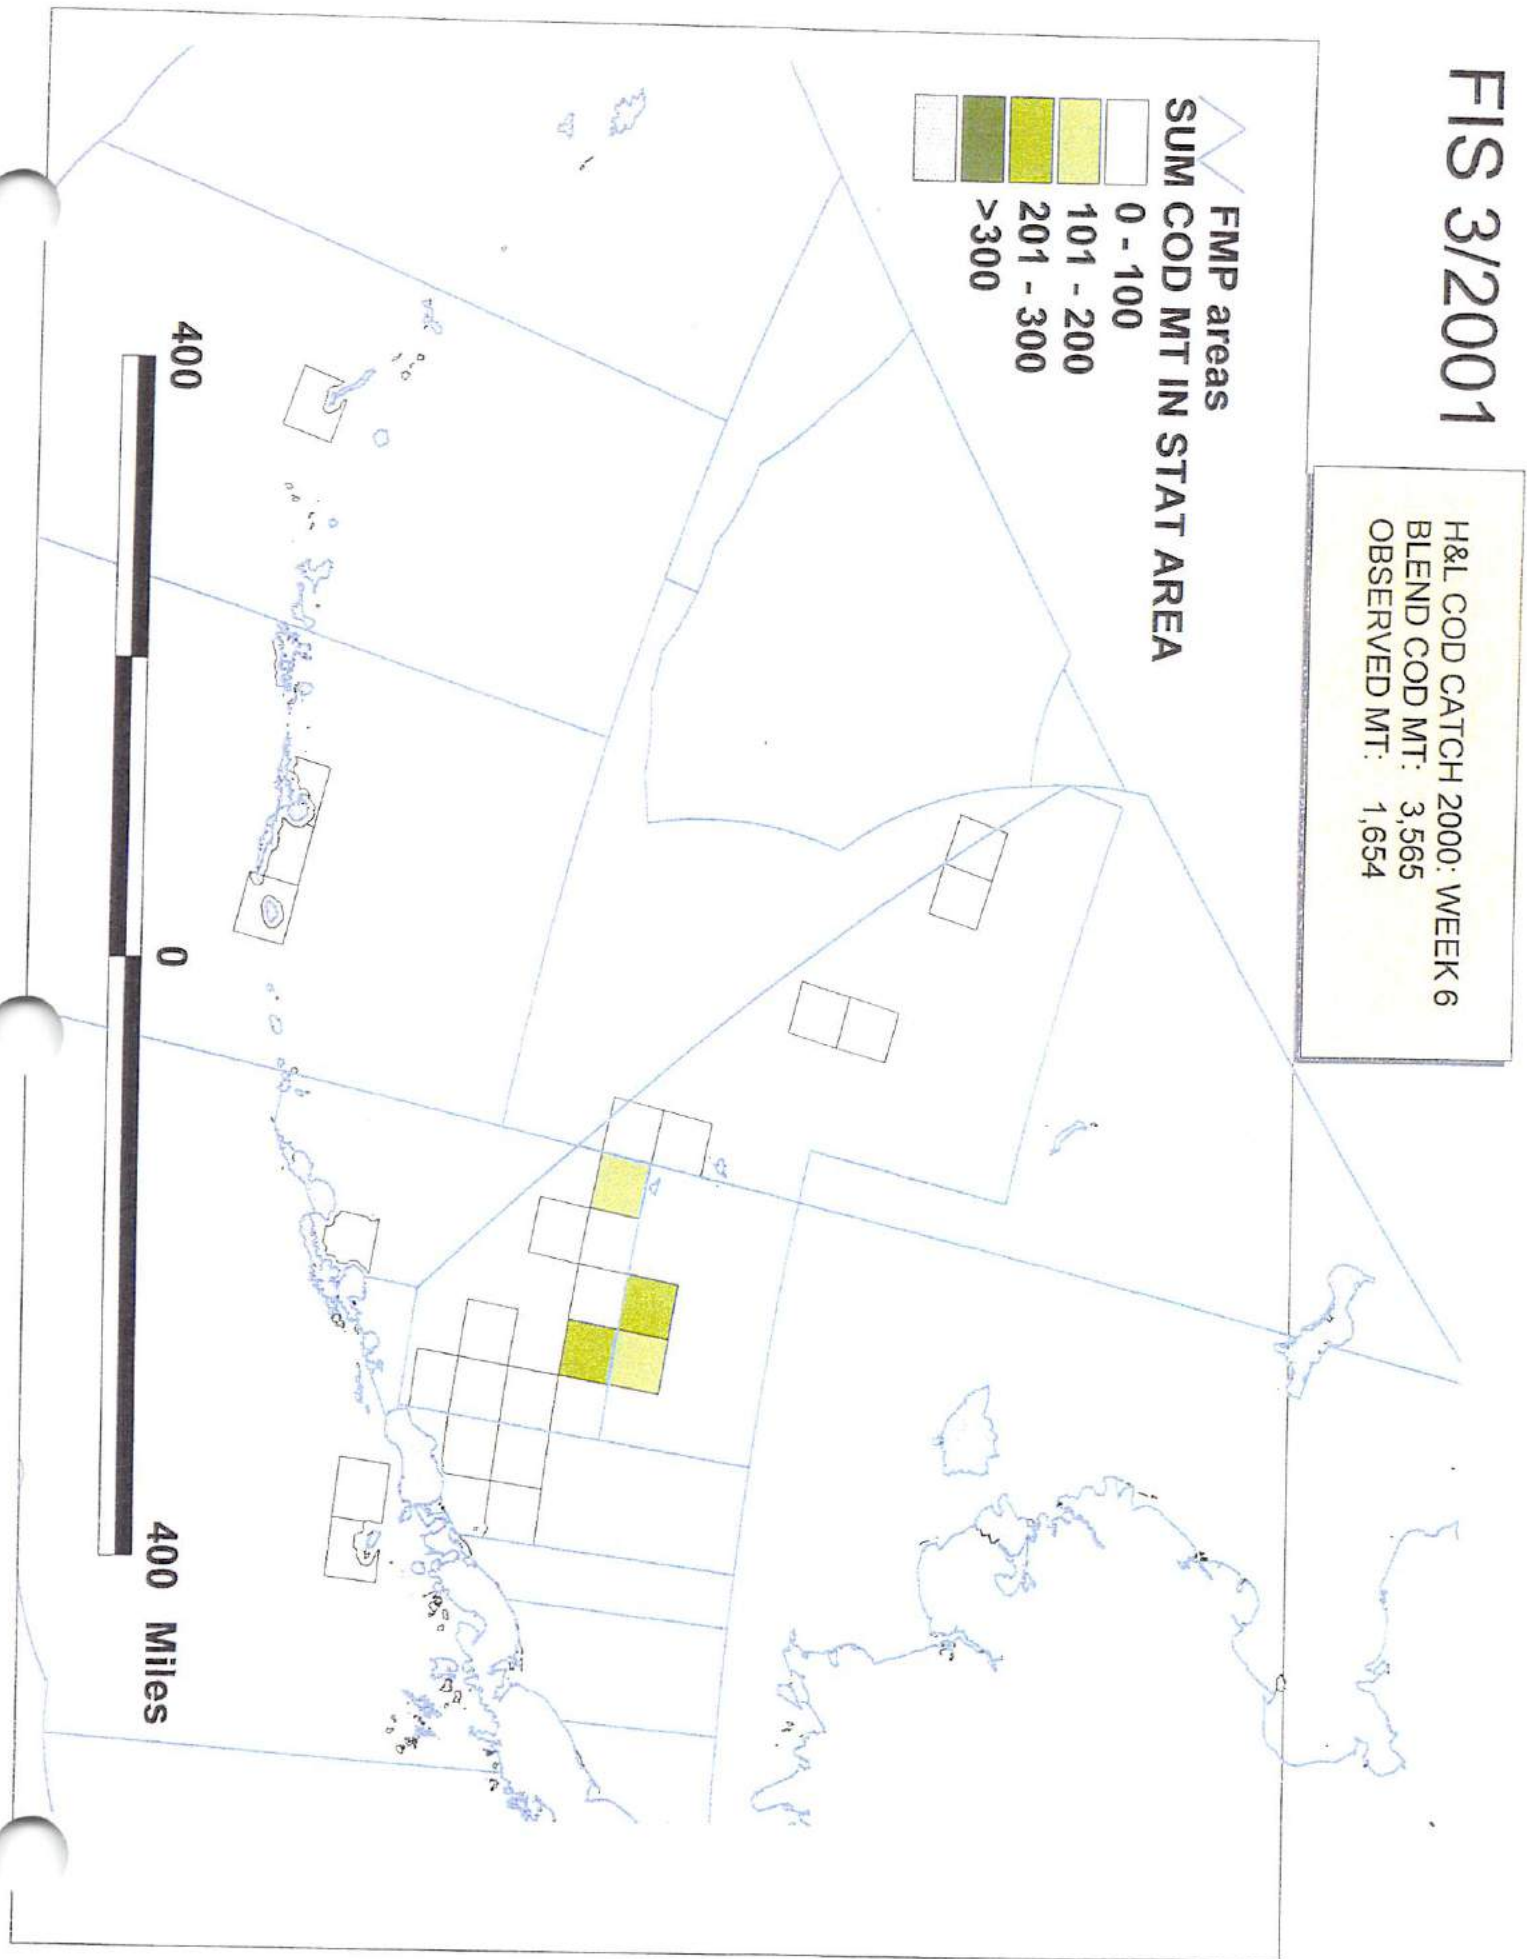 FIS 3/2001
H&L COD CATCH 2000: WEEK 6
BLEND COD MT: 3,565
OBSERVED MT: 1,654
FMP areas
SUM COD MT IN STAT AREA
0 - 100
101 - 200
201 - 300
>300
400 0 400 Miles